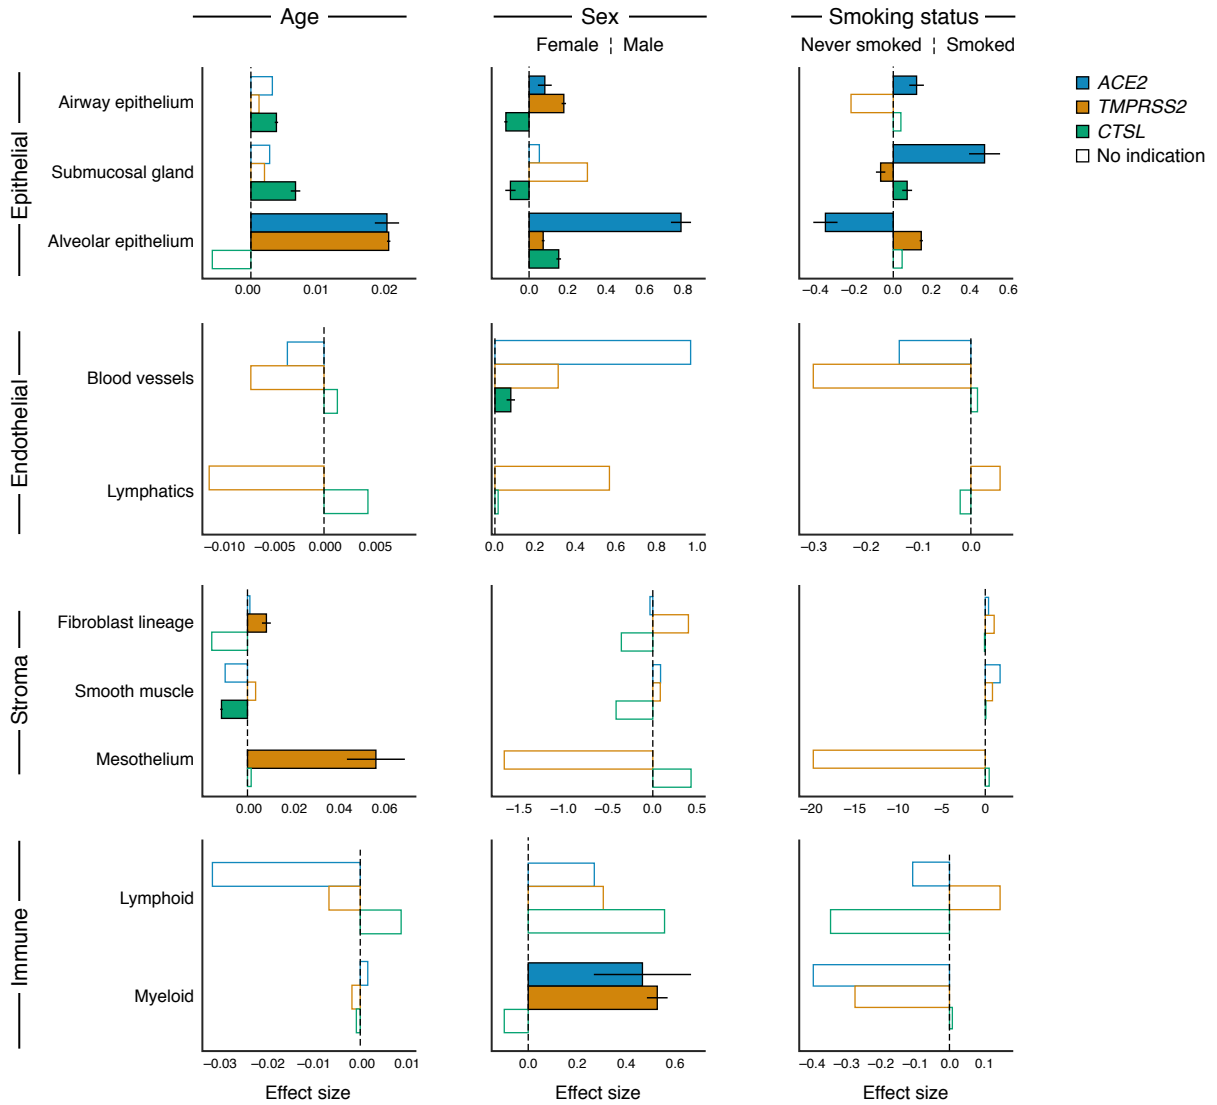 Age
Sex
Smoking status
Female
Male
Never smoked
Smoked
ACE2
TMPRSS2
CTSL
No indication
Epithelial
Airway epithelium
Submucosal gland
Alveolar epithelium
0.00 0.01 0.02
0.0 0.2 0.4 0.6 0.8
−0.4 −0.2 0.0 0.2 0.4 0.6
Endothelial
Blood vessels
Lymphatics
−0.010 −0.005 0.000 0.005
0.0 0.2 0.4 0.6 0.8 1.0
−0.3 −0.2 −0.1 0.0
Stroma
Fibroblast lineage
Smooth muscle
Mesothelium
0.00 0.02 0.04 0.06
−1.5 −1.0 −0.5 0.0 0.5
−20 −15 −10 −5 0
Immune
Lymphoid
Myeloid
−0.03 −0.02 −0.01 0.00 0.01
0.0 0.2 0.4 0.6
−0.4 −0.3 −0.2 −0.1 0.0 0.1
Effect size
Effect size
Effect size